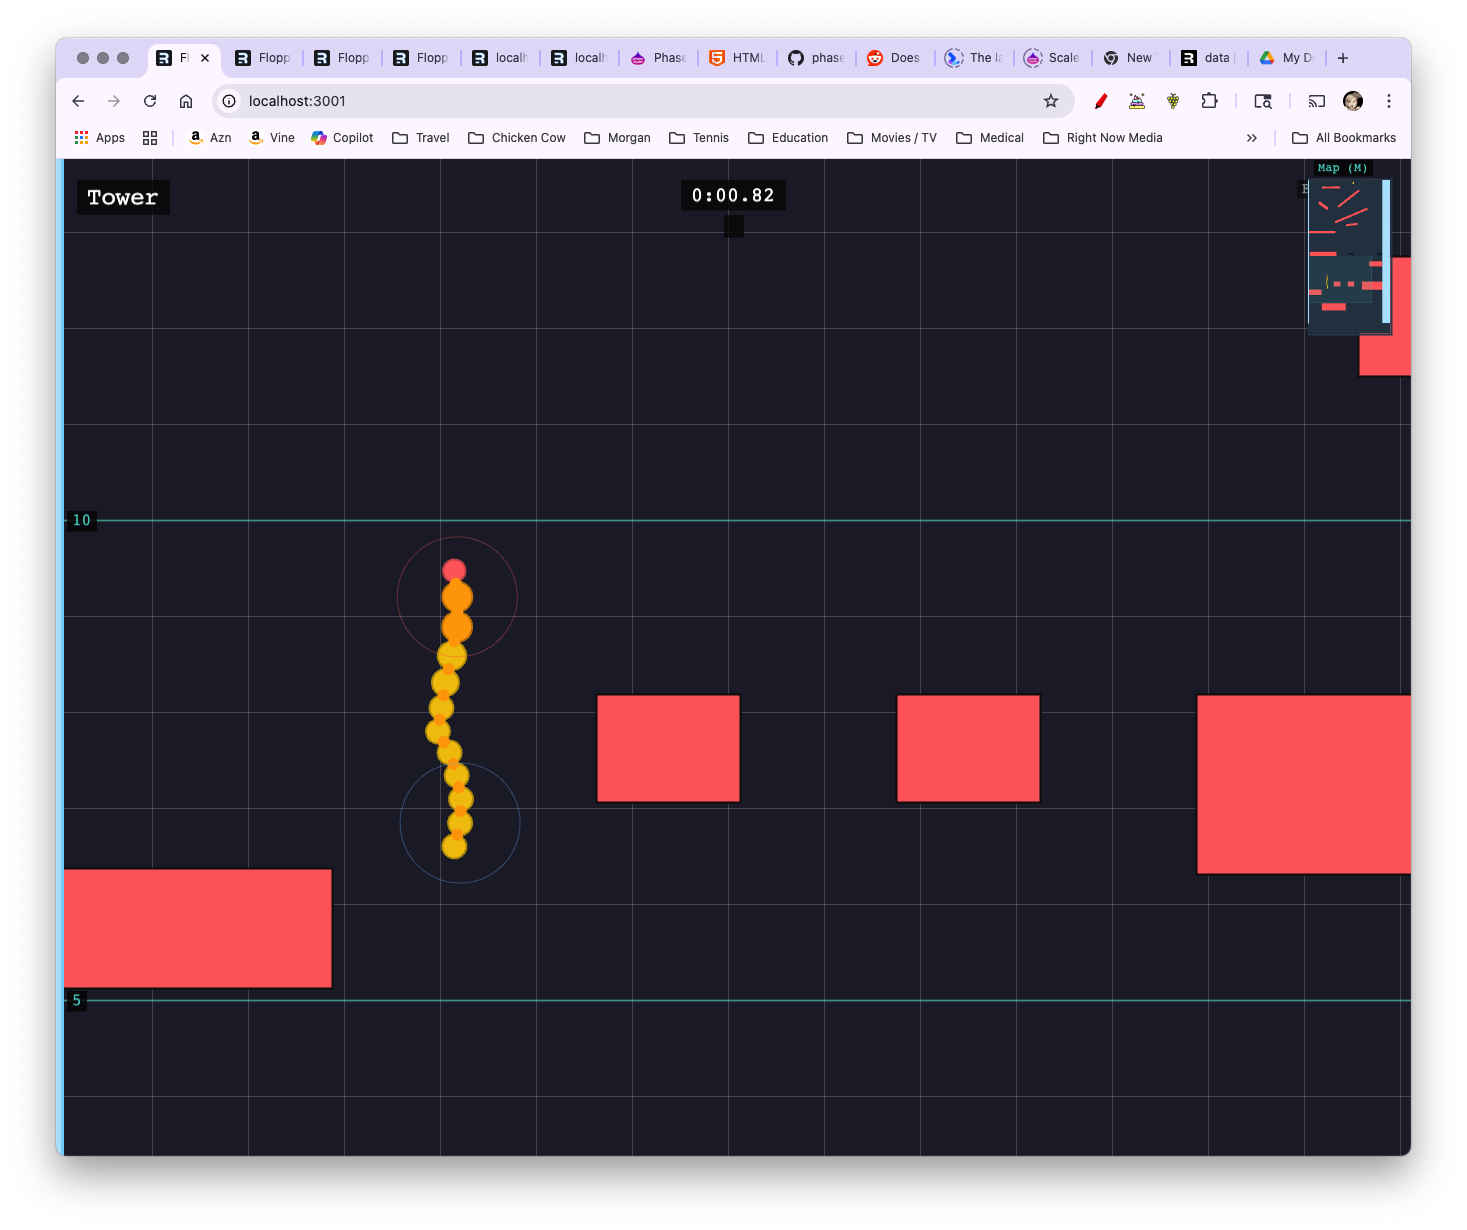 Fl
Flopp
Flopp
Flopp
localh
localh
Phase
HTML
phase
Does
The la
Scale
New
data
My D
localhost:3001
Apps
Azn
Vine
Copilot
Travel
Chicken Cow
Morgan
Tennis
Education
Movies / TV
Medical
Right Now Media
All Bookmarks
Tower
0:00.82
Map (M)
10
5